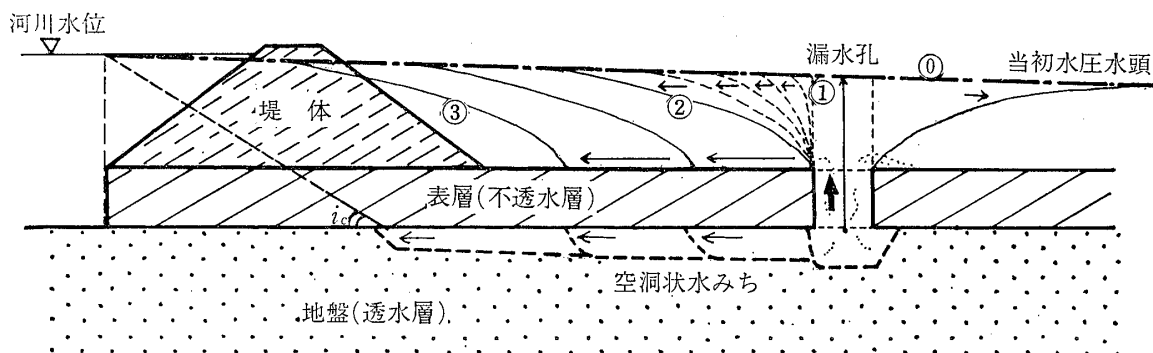 河川水位
漏水孔
⓪
当初水圧水頭
①
②
③
堤体
表層(不透水層)
ic
空洞状水みち
地盤(透水層)